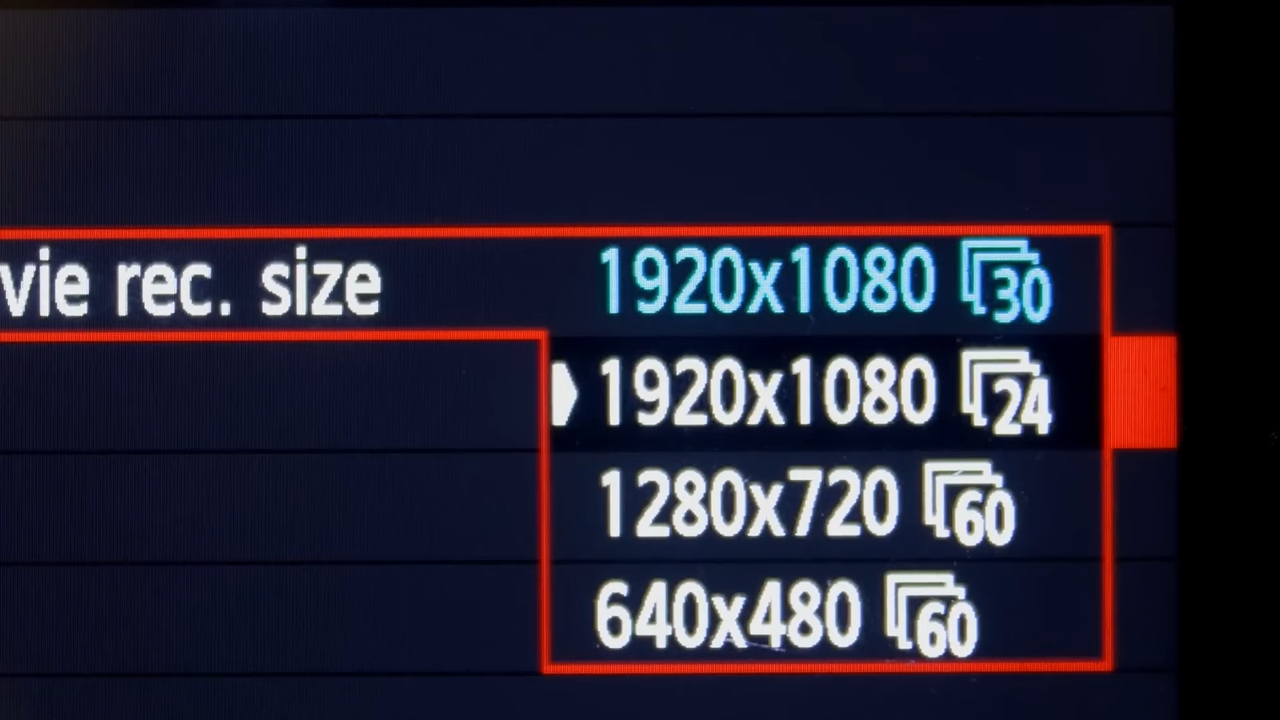 vie rec. size 1920x1080 30
1920x1080 24
1280x720 60
640x480 60